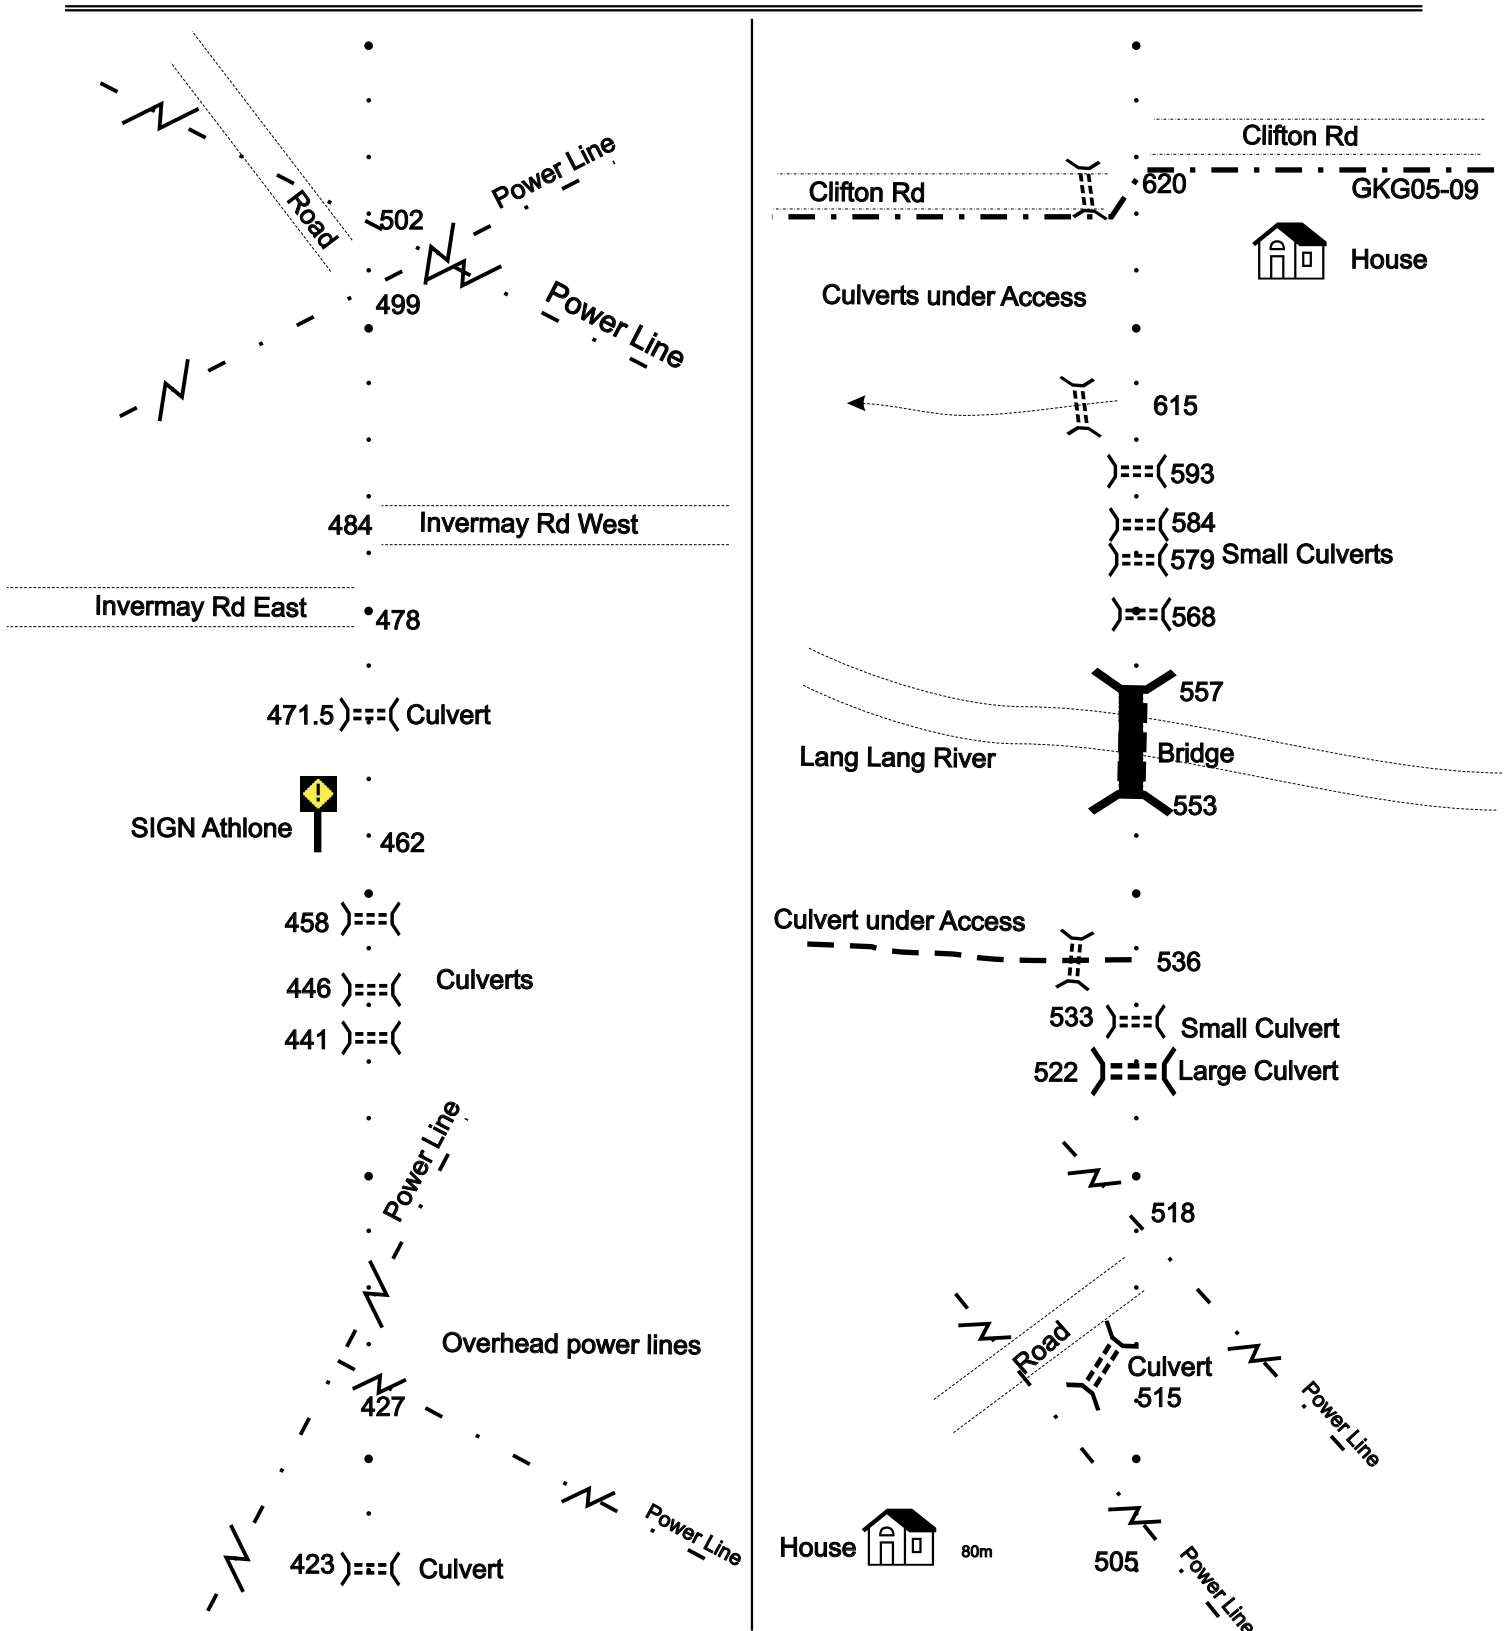 Power Line
Road
502
499
Power Line
484
Invermay Rd West
Invermay Rd East
478
471.5
Culvert
!
SIGN Athlone
462
458
446
Culverts
441
Power Line
Overhead power lines
427
Power Line
423
Culvert
Clifton Rd
Clifton Rd
620
GKG05-09
House
Culverts under Access
615
593
584
579
Small Culverts
568
557
Lang Lang River
Bridge
553
Culvert under Access
536
533
Small Culvert
522
Large Culvert
518
Road
Culvert
515
Power Line
House
80m
505
Power Line